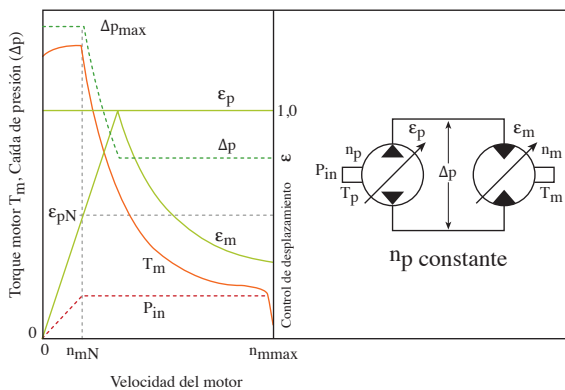 Torque motor Tm, Caída de presión (Δp)
Δpmax
εp
1,0
Δp
εpN
εm
Tm
Pin
0
0
nmN
nmmax
Velocidad del motor
Control de desplazamiento ε
εp
εm
np
nm
Pin
Δp
Tp
Tm
np constante